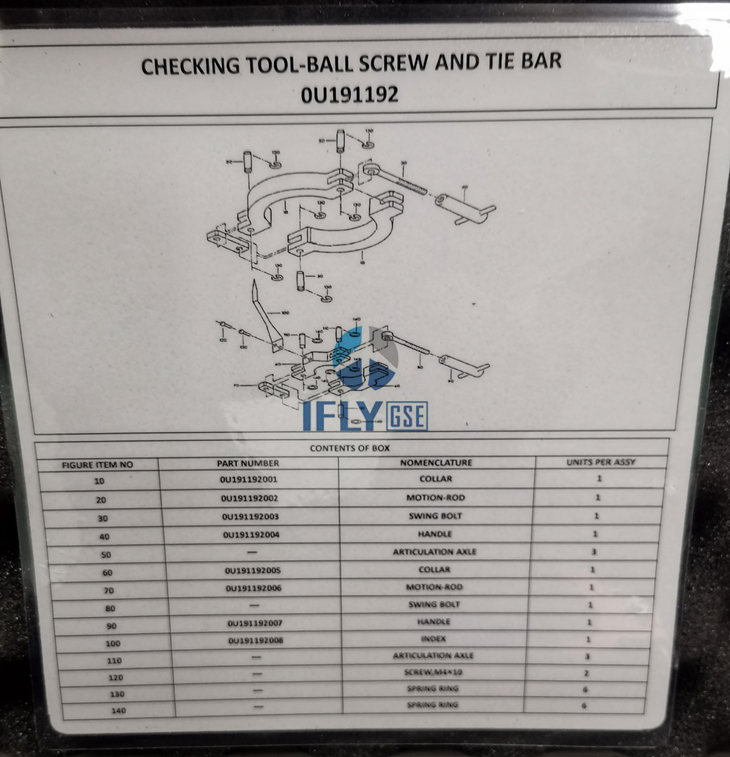 CHECKING TOOL-BALL SCREW AND TIE BAR
0U191192
IFLY GSE
CONTENTS OF BOX
FIGURE ITEM NO PART NUMBER NOMENCLATURE UNITS PER ASSY
10 0U191192001 COLLAR 1
20 0U191192002 MOTION-ROD 1
30 0U191192003 SWING BOLT 1
40 0U191192004 HANDLE 1
50 — ARTICULATION AXLE 3
60 0U191192005 COLLAR 1
70 0U191192006 MOTION-ROD 1
80 — SWING BOLT 1
90 0U191192007 HANDLE 1
100 0U191192008 INDEX 1
110 — ARTICULATION AXLE 3
120 — SCREW,M4*10 2
130 — SPRING RING 6
140 — SPRING RING 6